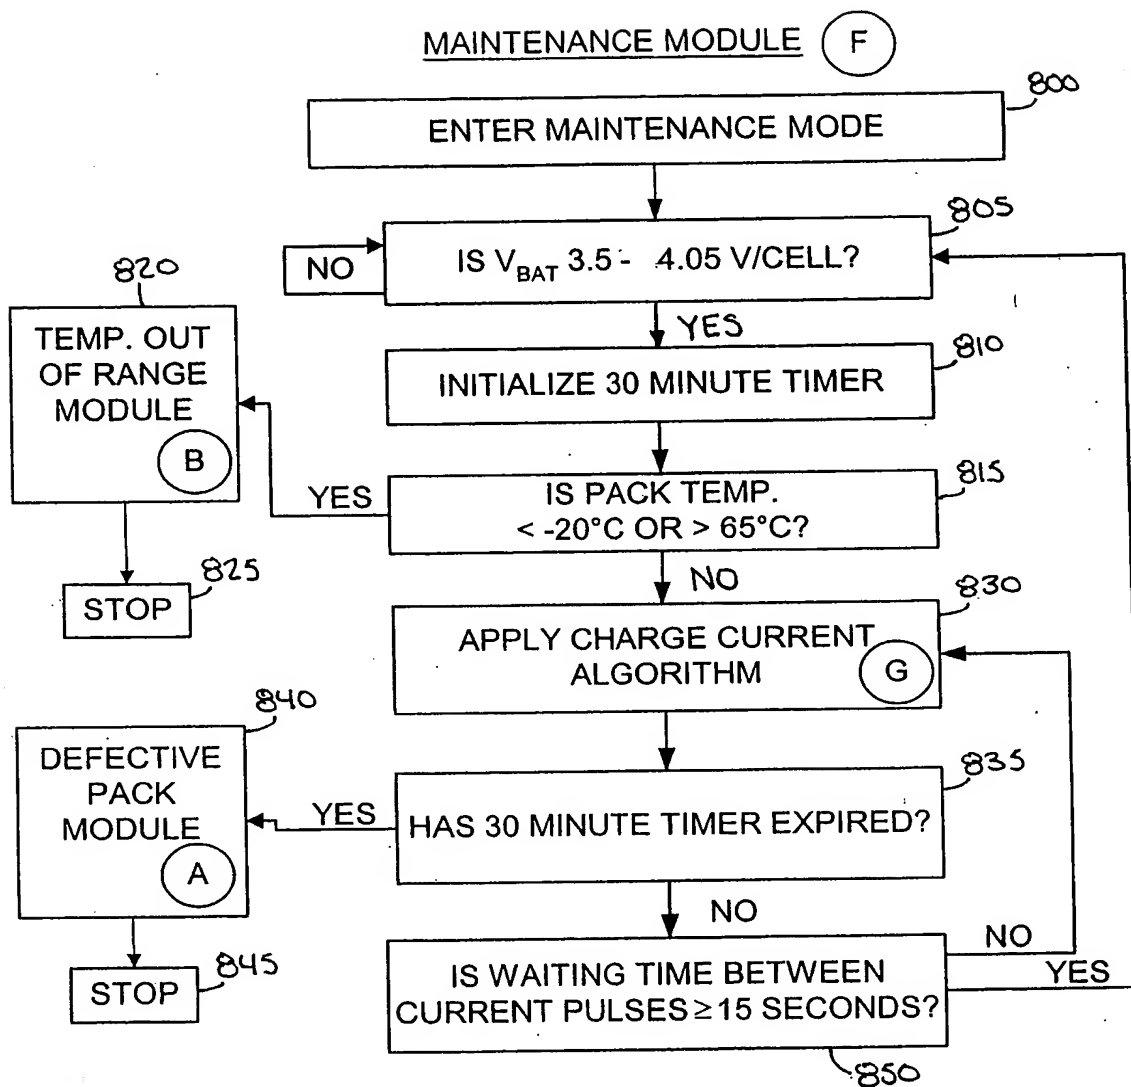 MAINTENANCE MODULE F
800
ENTER MAINTENANCE MODE
805
IS VBAT 3.5 - 4.05 V/CELL?
NO
820
YES
TEMP. OUT
OF RANGE
MODULE
B
810
INITIALIZE 30 MINUTE TIMER
815
YES
IS PACK TEMP.
< -20°C OR > 65°C?
825
STOP
NO
830
APPLY CHARGE CURRENT
ALGORITHM
G
840
DEFECTIVE
PACK
MODULE
A
835
YES
HAS 30 MINUTE TIMER EXPIRED?
NO
845
STOP
NO
YES
IS WAITING TIME BETWEEN
CURRENT PULSES ≥ 15 SECONDS?
850